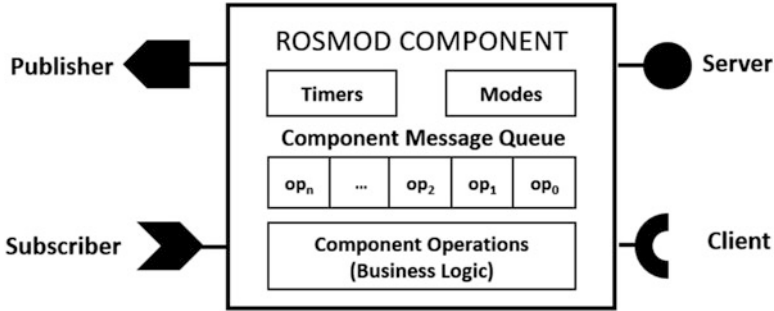 ROSMOD COMPONENT
Publisher
Server
Timers
Modes
Component Message Queue
opₙ ... op₂ op₁ op₀
Subscriber
Component Operations
(Business Logic)
Client